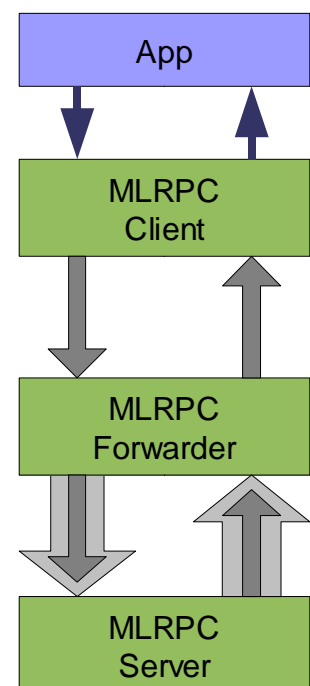 App
MLRPC
Client
MLRPC
Forwarder
MLRPC
Server